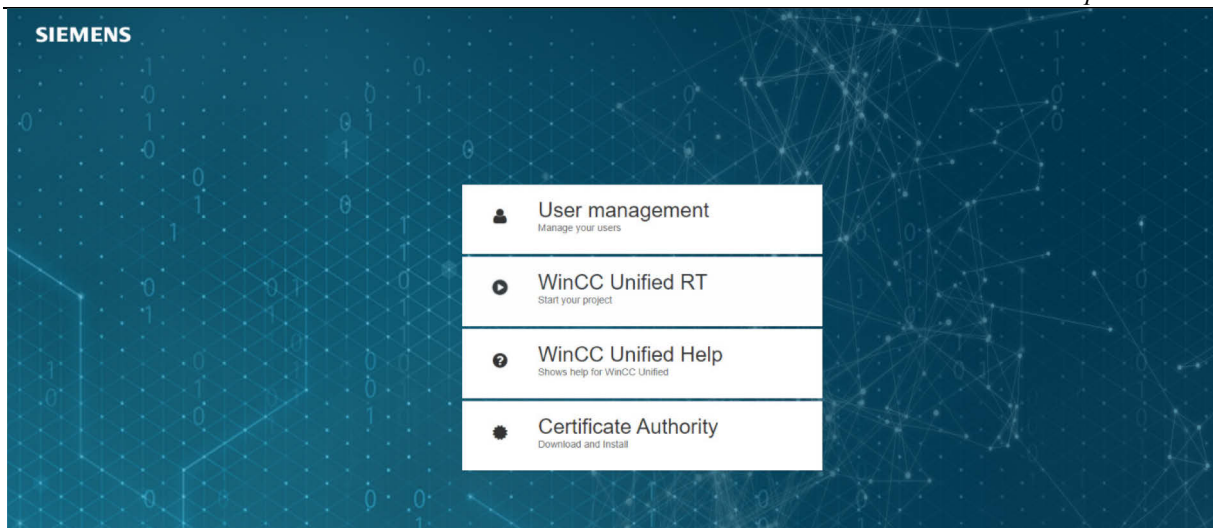 SIEMENS
User management
Manage your users
WinCC Unified RT
Start your project
WinCC Unified Help
Shows help for WinCC Unified
Certificate Authority
Download and Install